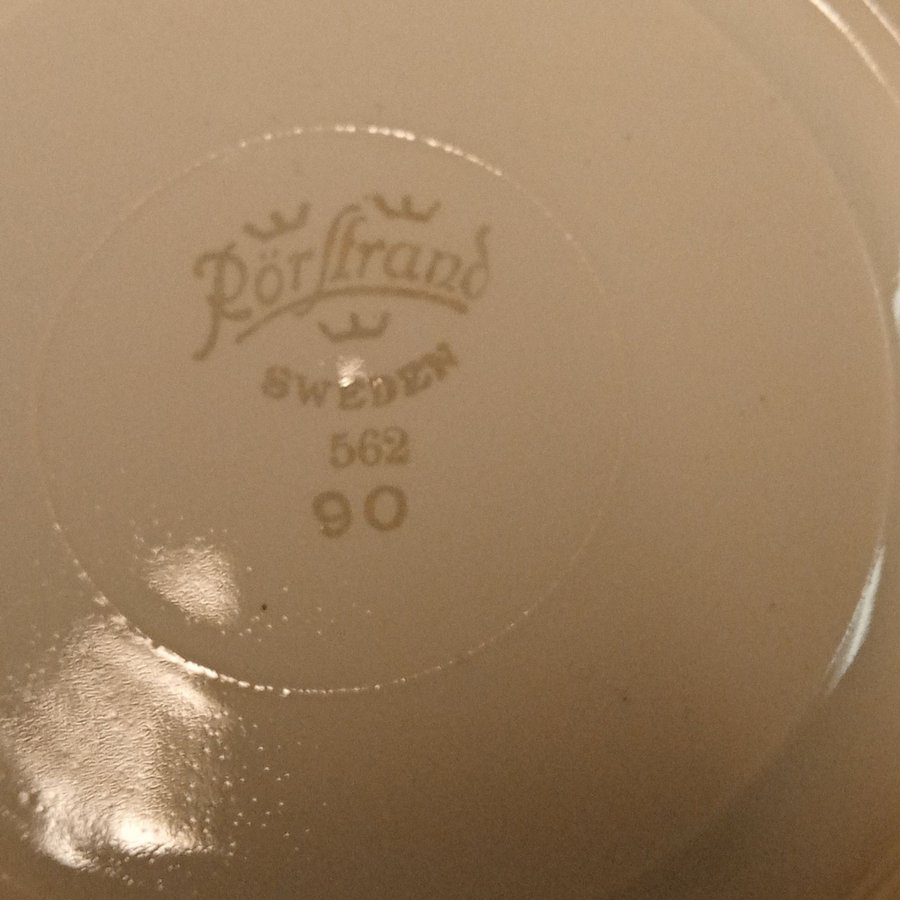 Rörstrand
SWEDEN
562
90